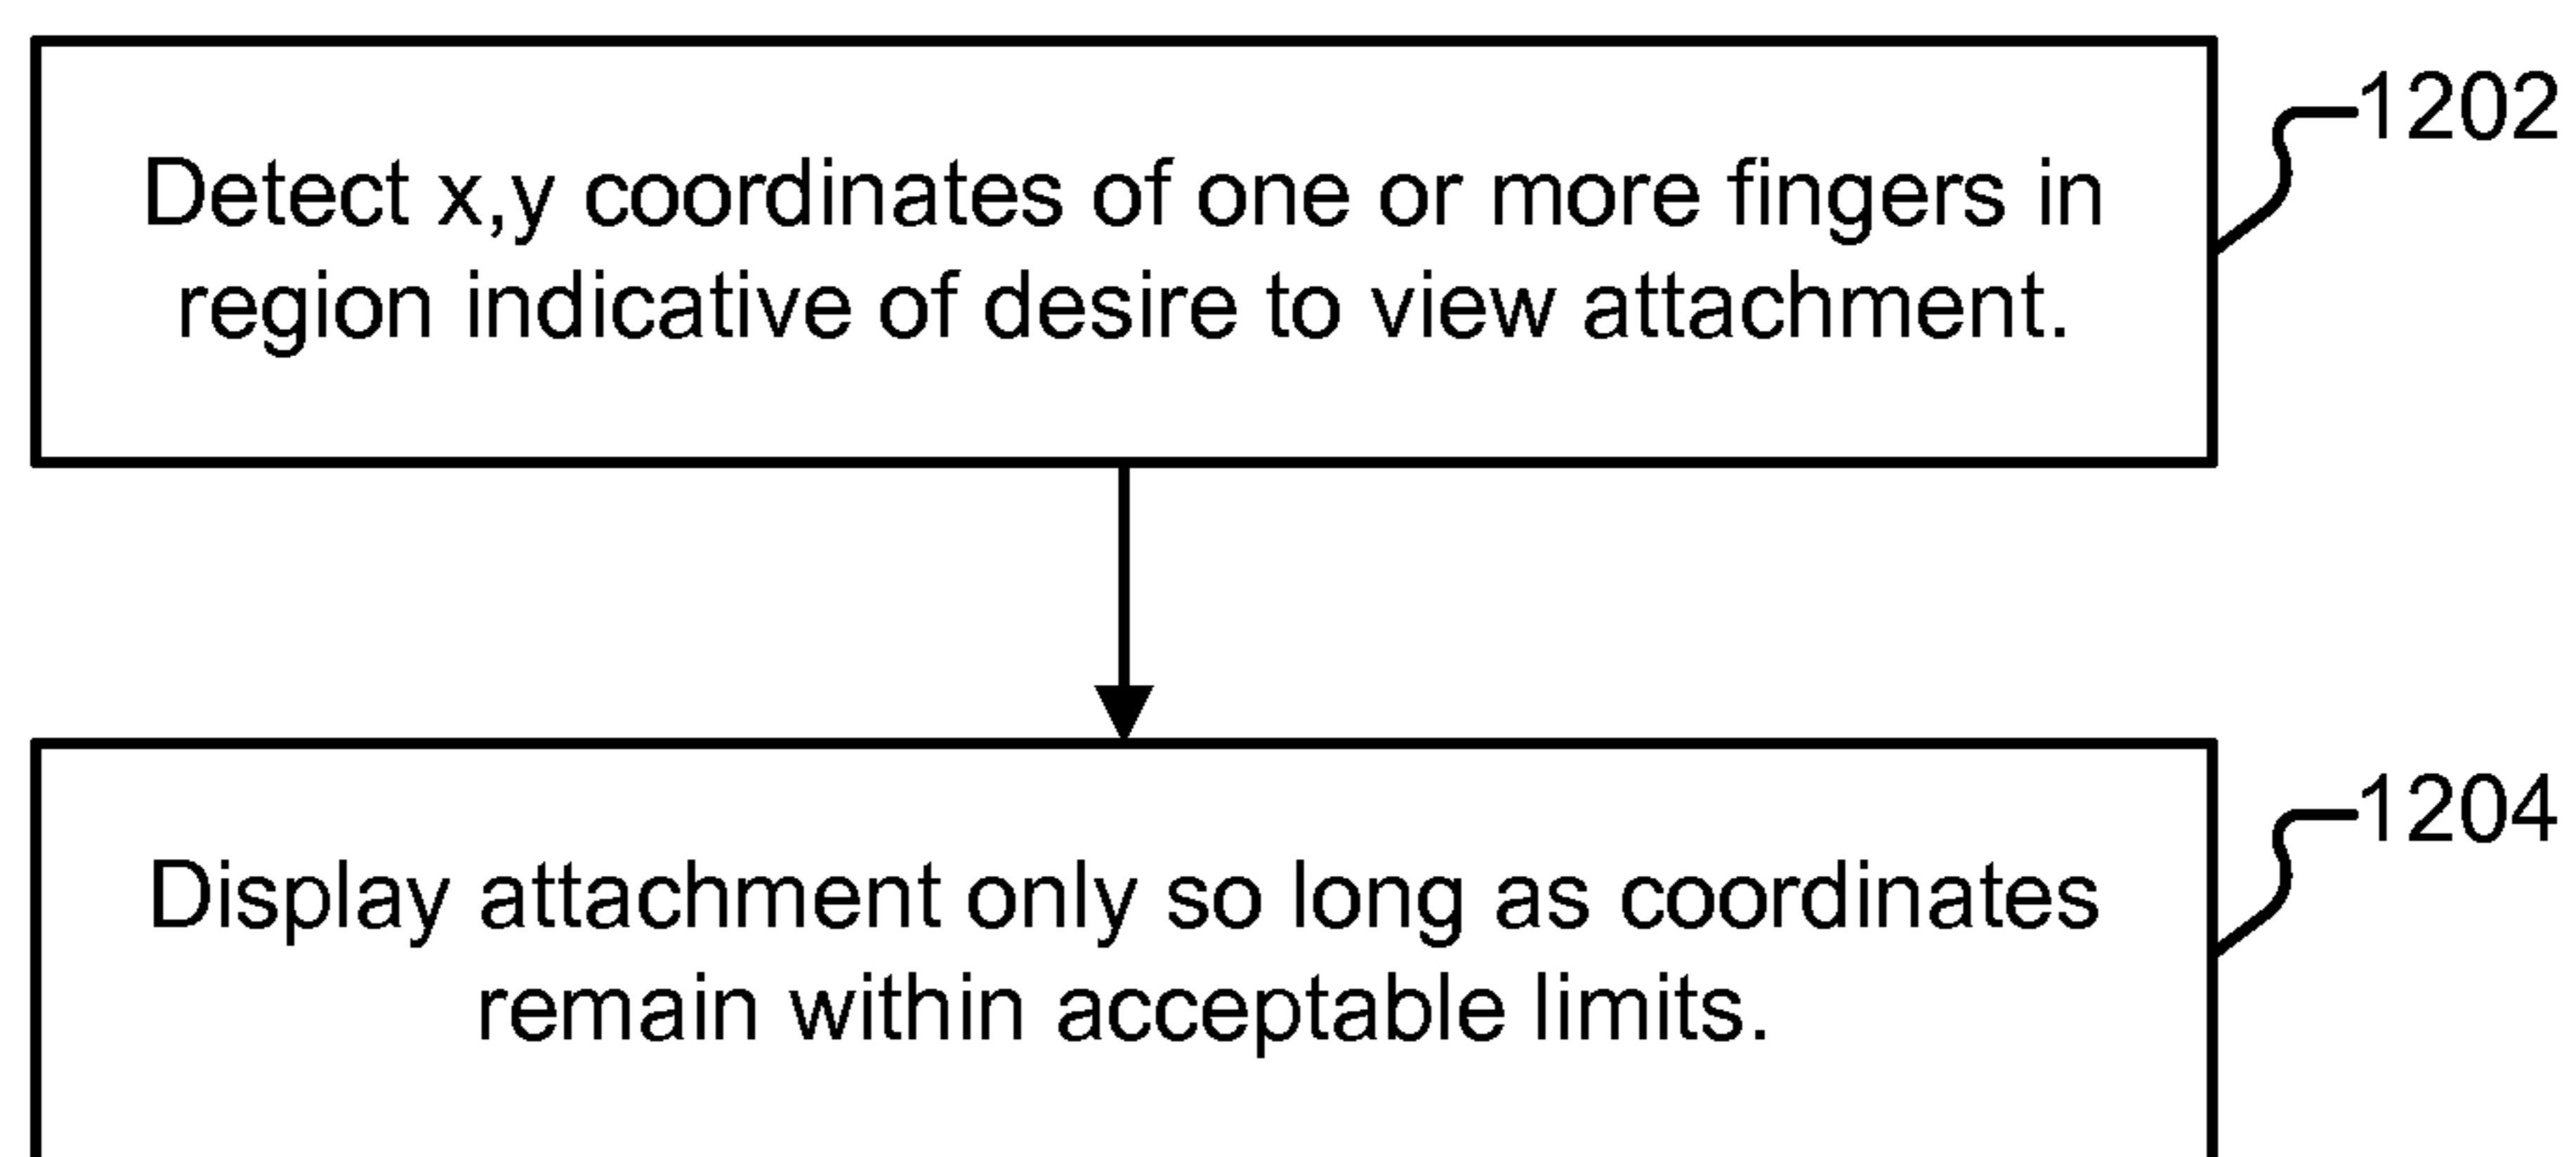 1202
Detect x,y coordinates of one or more fingers in
region indicative of desire to view attachment.
1204
Display attachment only so long as coordinates
remain within acceptable limits.